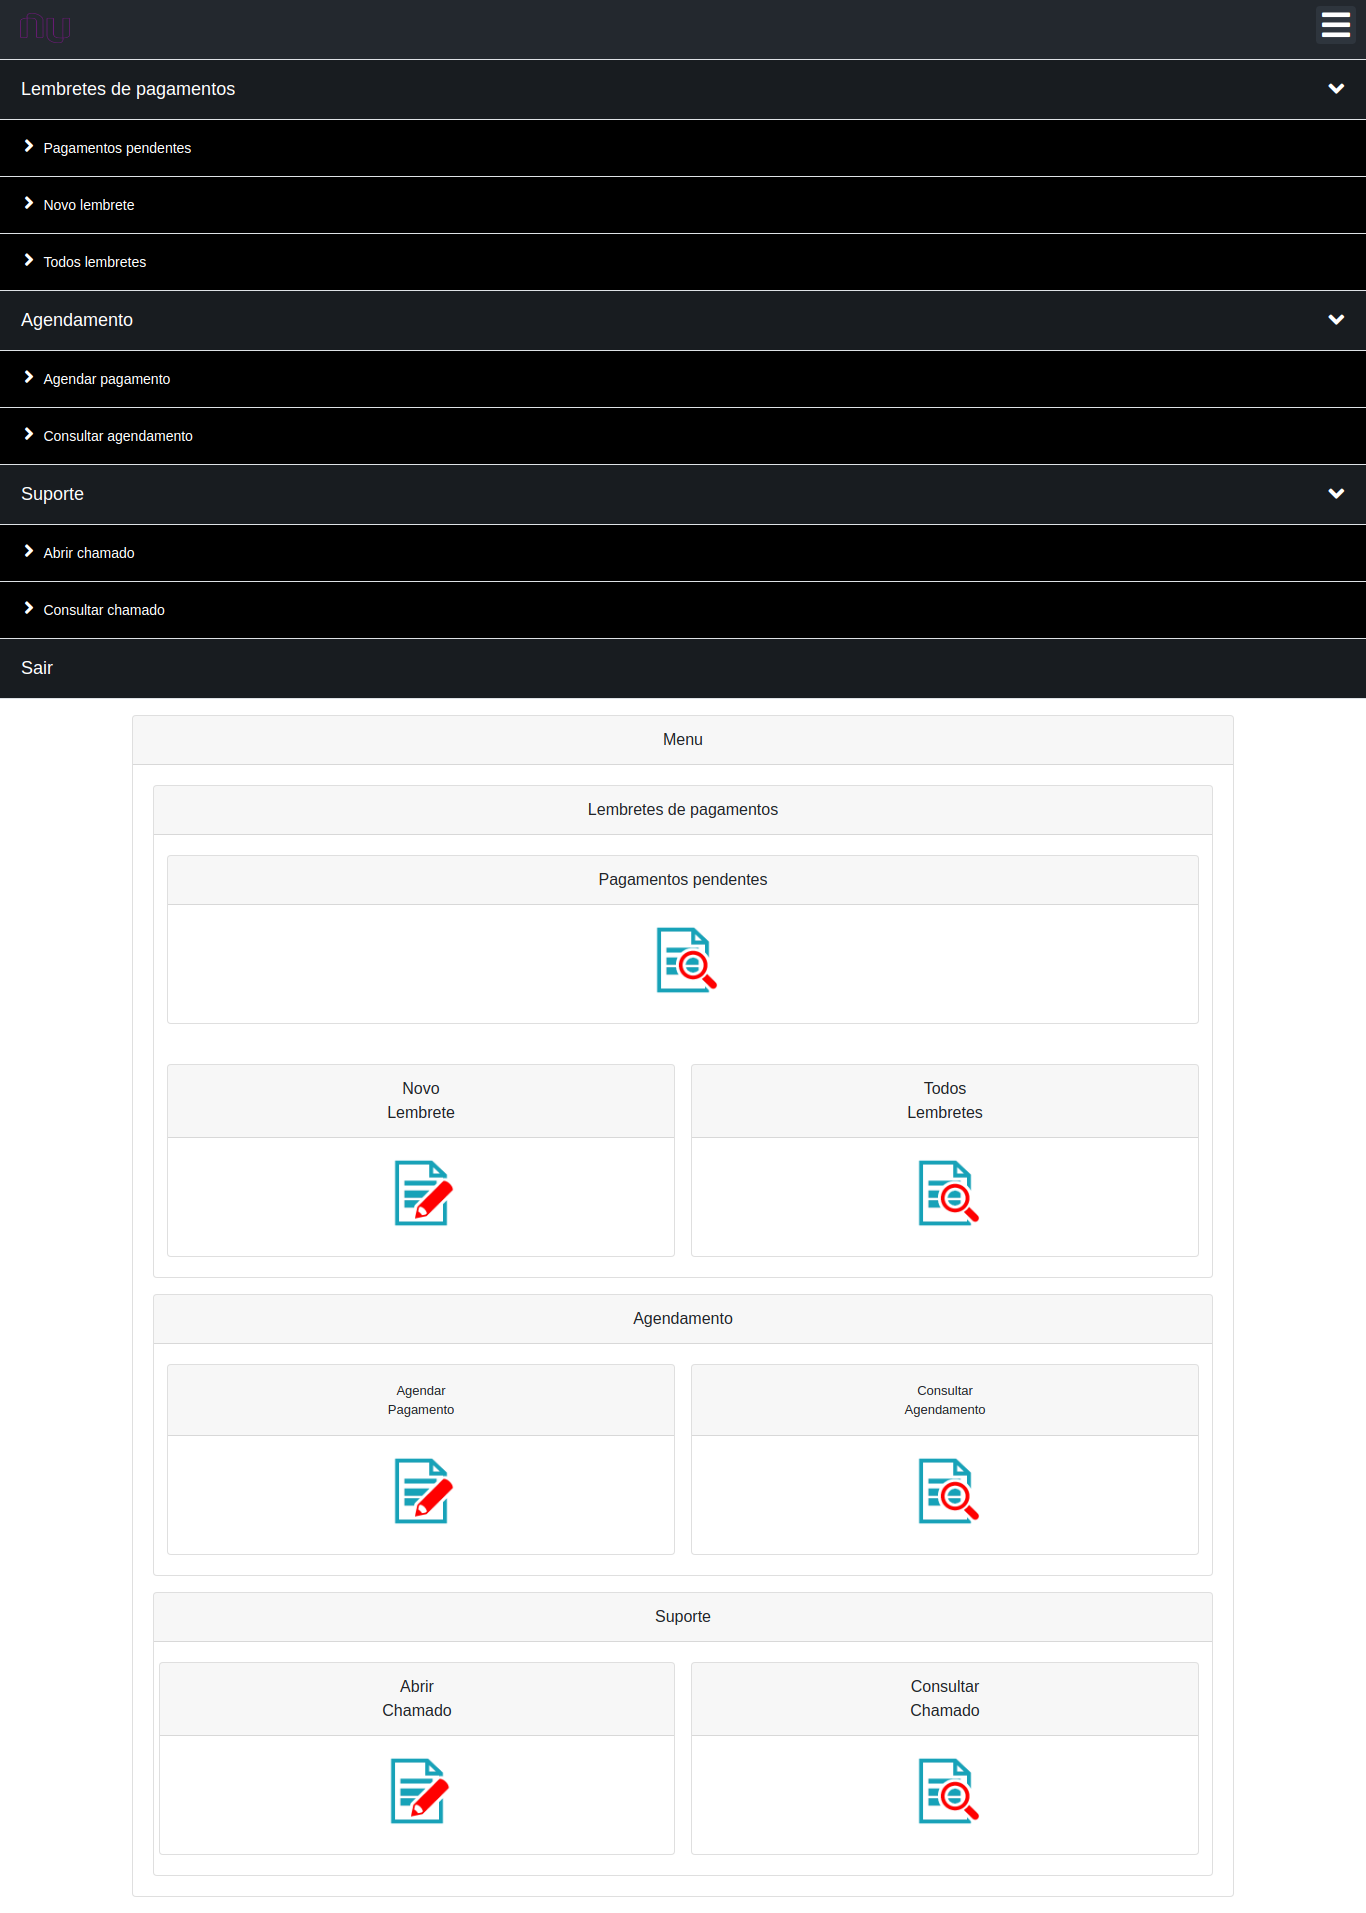 nu
Lembretes de pagamentos
Pagamentos pendentes
Novo lembrete
Todos lembretes
Agendamento
Agendar pagamento
Consultar agendamento
Suporte
Abrir chamado
Consultar chamado
Sair
Menu
Lembretes de pagamentos
Pagamentos pendentes
Novo
Lembrete
Todos
Lembretes
Agendamento
Agendar
Pagamento
Consultar
Agendamento
Suporte
Abrir
Chamado
Consultar
Chamado